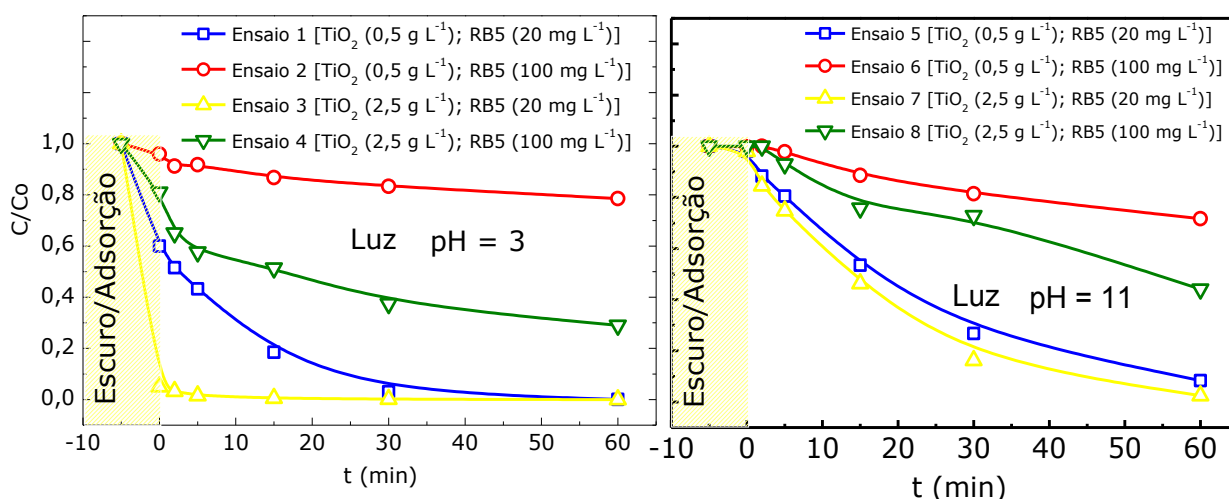 Ensaio 1 [TiO₂ (0,5 g L⁻¹); RB5 (20 mg L⁻¹)]
Ensaio 2 [TiO₂ (0,5 g L⁻¹); RB5 (100 mg L⁻¹)]
Ensaio 3 [TiO₂ (2,5 g L⁻¹); RB5 (20 mg L⁻¹)]
Ensaio 4 [TiO₂ (2,5 g L⁻¹); RB5 (100 mg L⁻¹)]
C/Co
1,0
0,8
0,6
0,4
0,2
0,0
Escuro/Adsorção
Luz pH = 3
-10 0 10 20 30 40 50 60
t (min)
Ensaio 5 [TiO₂ (0,5 g L⁻¹); RB5 (20 mg L⁻¹)]
Ensaio 6 [TiO₂ (0,5 g L⁻¹); RB5 (100 mg L⁻¹)]
Ensaio 7 [TiO₂ (2,5 g L⁻¹); RB5 (20 mg L⁻¹)]
Ensaio 8 [TiO₂ (2,5 g L⁻¹); RB5 (100 mg L⁻¹)]
Escuro/Adsorção
Luz pH = 11
-10 0 10 20 30 40 50 60
t (min)